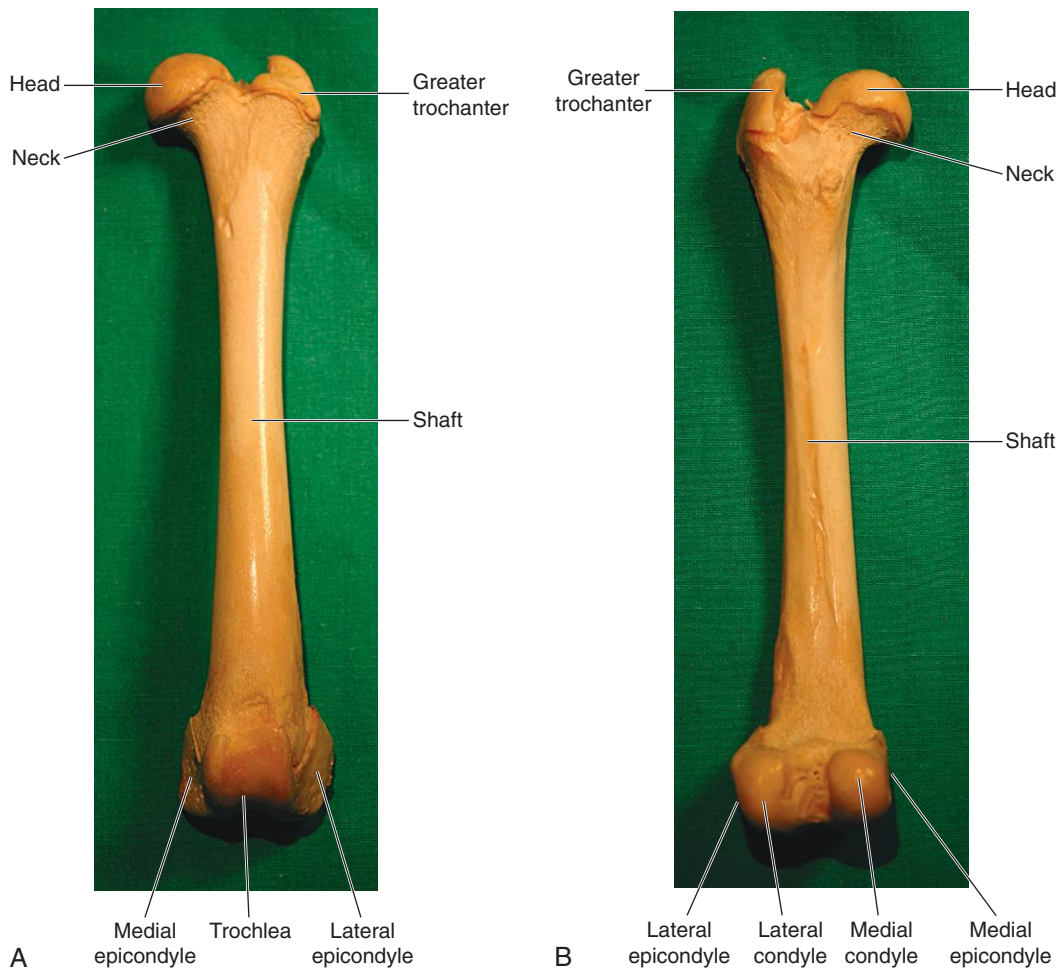 Head
Neck
Greater
trochanter
Shaft
Medial
epicondyle
Trochlea
Lateral
epicondyle
A
Greater
trochanter
Head
Neck
Shaft
Lateral
epicondyle
Lateral
condyle
Medial
condyle
Medial
epicondyle
B